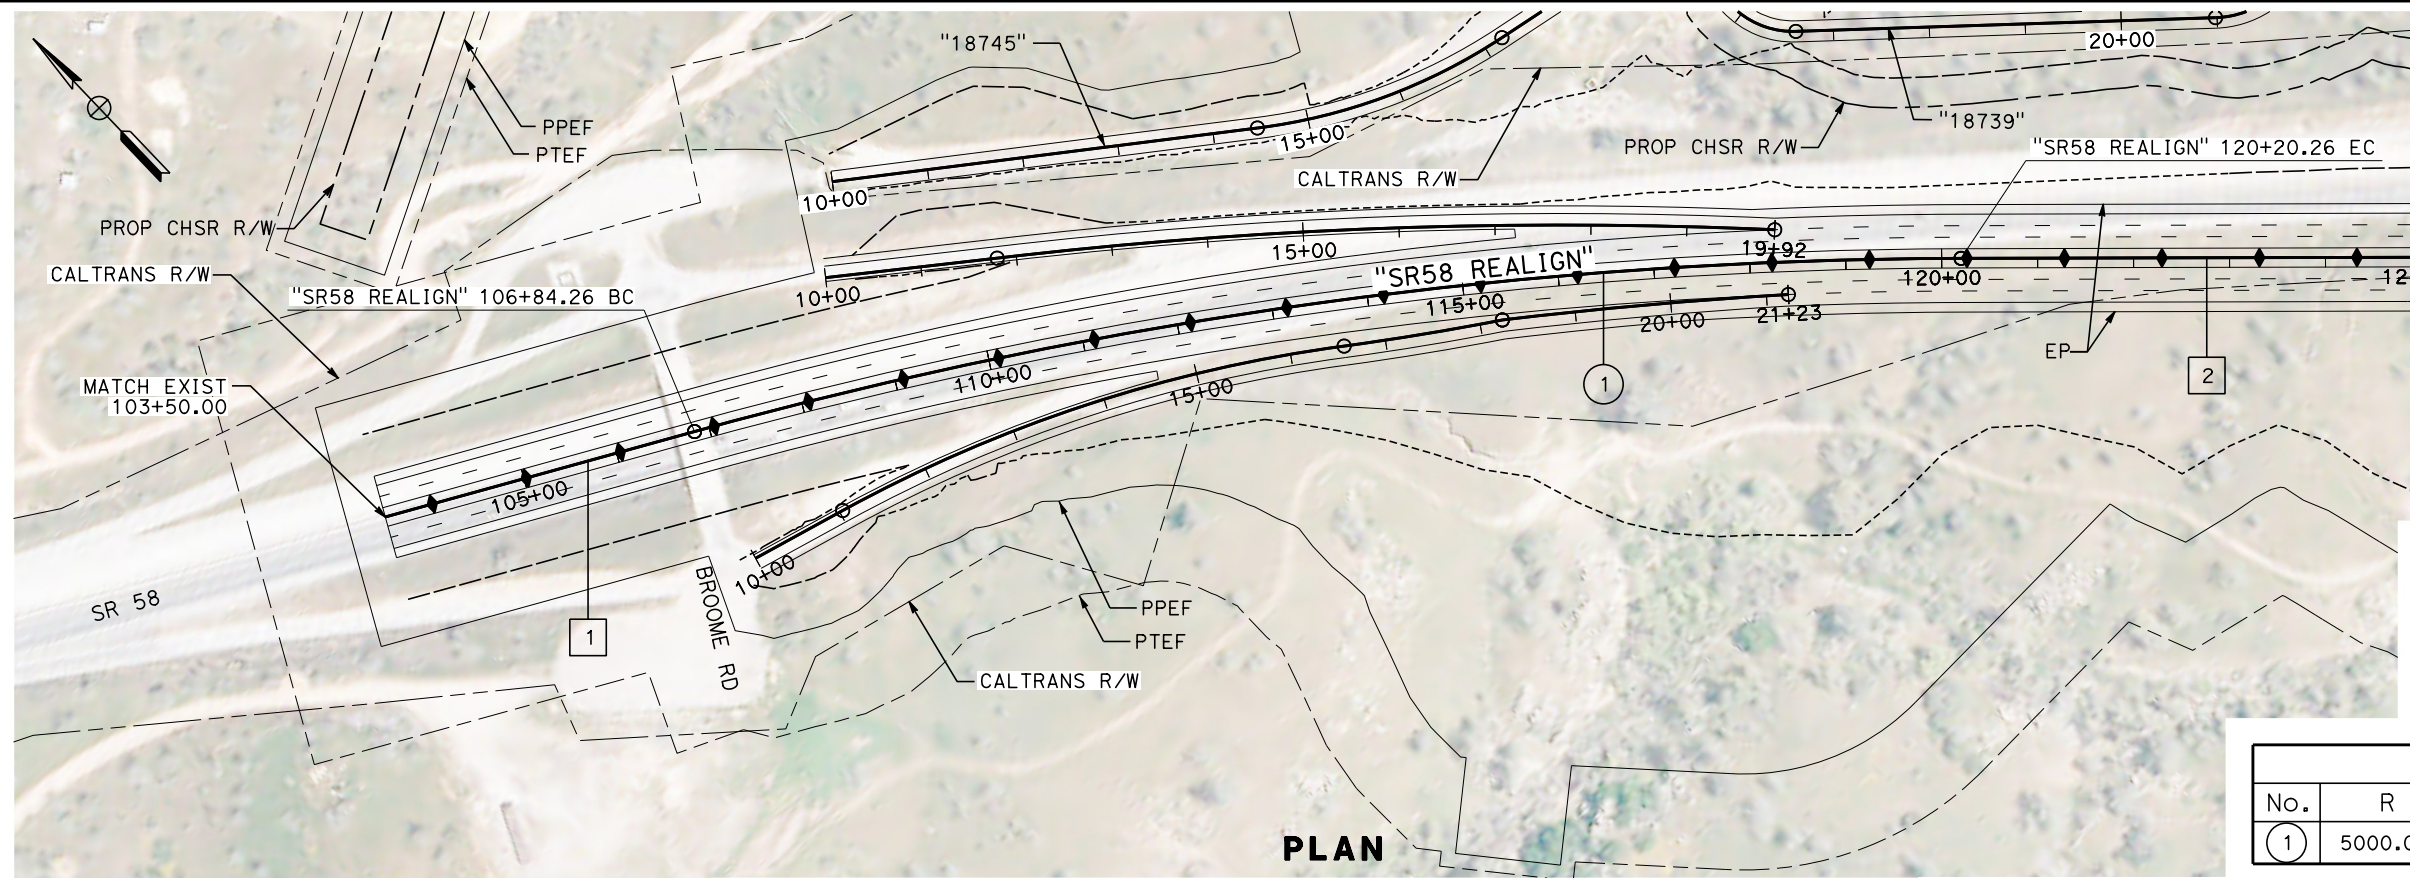 "18745"
20+00
PPEF
PTEF
15+00
"18739"
PROP CHSR R/W
"SR58 REALIGN" 120+20.26 EC
CALTRANS R/W
10+00
PROP CHSR R/W
15+00
19+92
CALTRANS R/W
"SR58 REALIGN"
120+00
"SR58 REALIGN" 106+84.26 BC
10+00
115+00
20+00
21+23
EP
110+00
MATCH EXIST
103+50.00
15+00
1
2
105+00
10+00
SR 58
BROOME RD
1
PPEF
PTEF
CALTRANS R/W
PLAN
No. R
1 5000.0